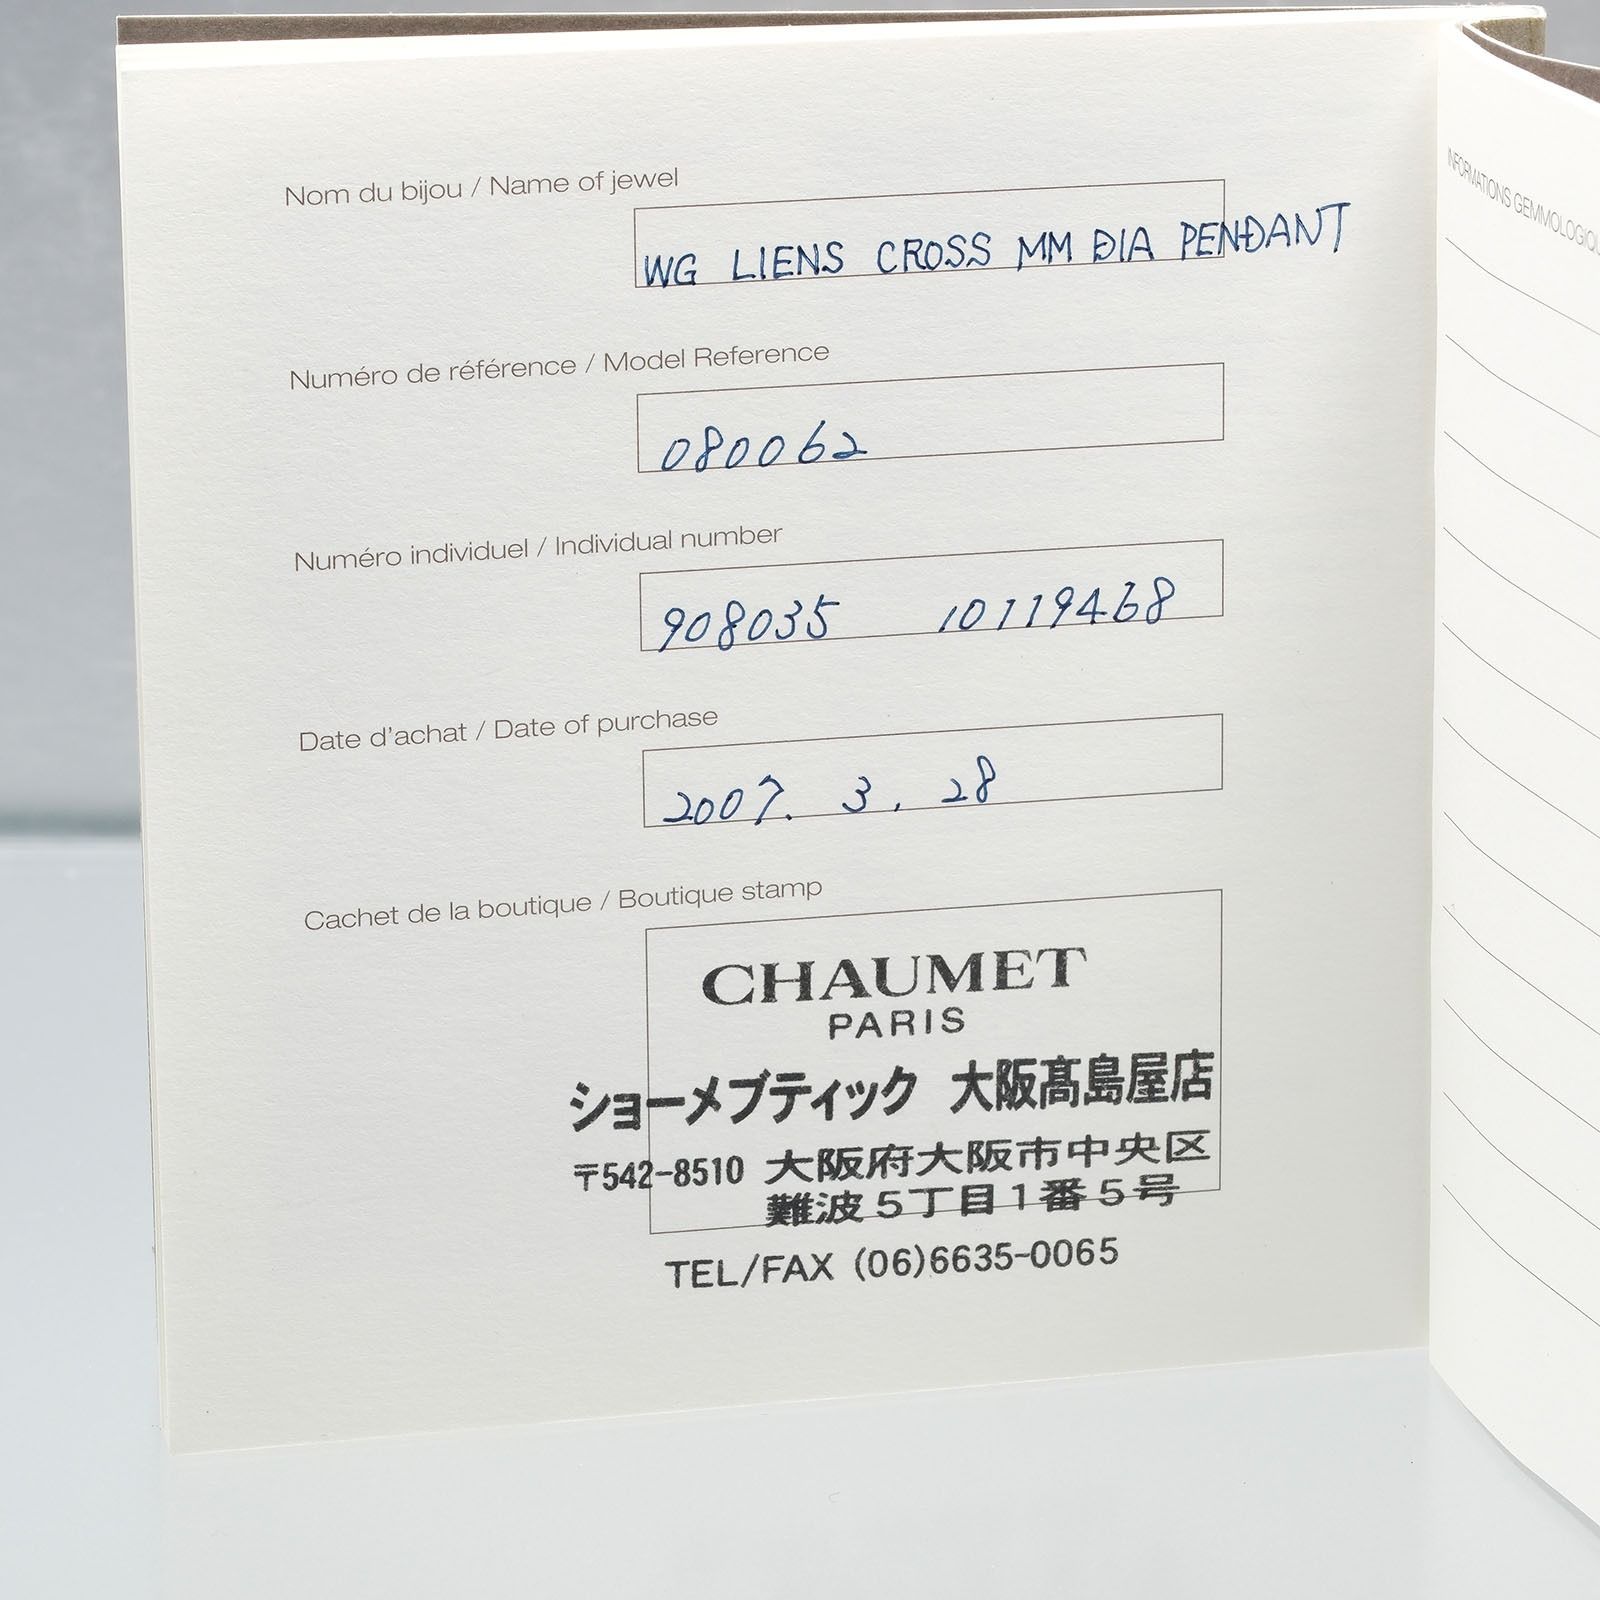 Nom du bijou / Name of jewel
WG LIENS CROSS MM DIA PENDANT
Numéro de référence / Model Reference
080062
Numéro individuel / Individual number
908035 10119468
Date d'achat / Date of purchase
2007. 3. 28
Cachet de la boutique / Boutique stamp
CHAUMET
PARIS
ショーメブティック 大阪髙島屋店
〒542-8510 大阪府大阪市中央区
難波5丁目1番5号
TEL/FAX (06)6635-0065
INFORMATIONS